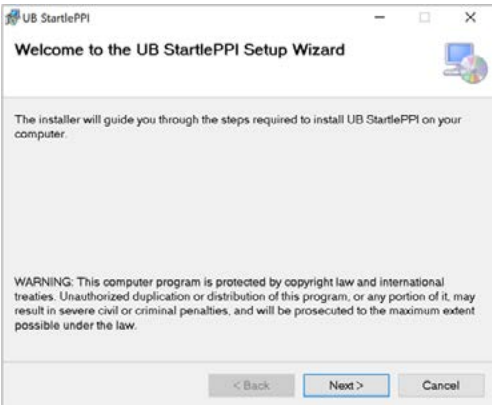 UB StartlePPI
Welcome to the UB StartlePPI Setup Wizard
The installer will guide you through the steps required to install UB StartlePPI on your
computer.
WARNING: This computer program is protected by copyright law and international
treaties. Unauthorized duplication or distribution of this program, or any portion of it, may
result in severe civil or criminal penalties, and will be prosecuted to the maximum extent
possible under the law.
< Back Next > Cancel